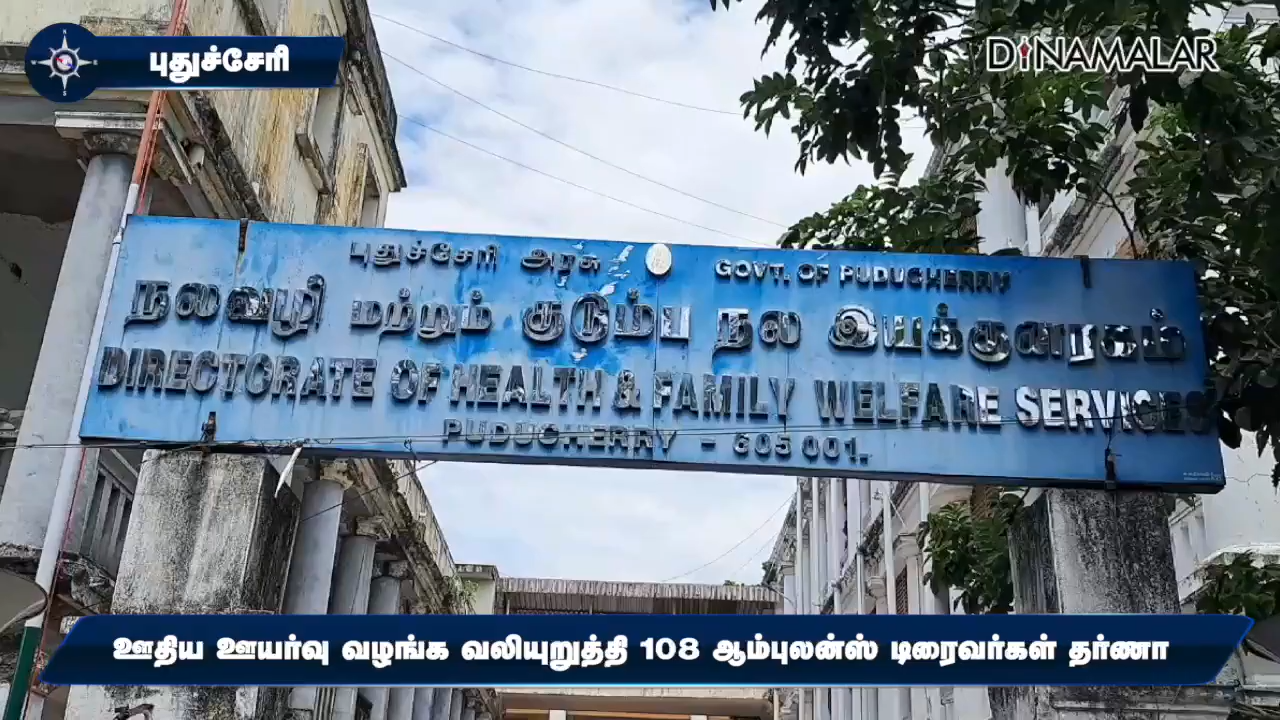 புதுச்சேரி
DINAMALAR
புதுச்சேரி அரசு GOVT. OF PUDUCHERRY
நலவழி மற்றும் குடும்ப நல இயக்குனரகம்
DIRECTORATE OF HEALTH & FAMILY WELFARE SERVICES
PUDUCHERRY - 605 001.
ஊதிய ஊயர்வு வழங்க வலியுறுத்தி 108 ஆம்புலன்ஸ் டிரைவர்கள் தர்ணா